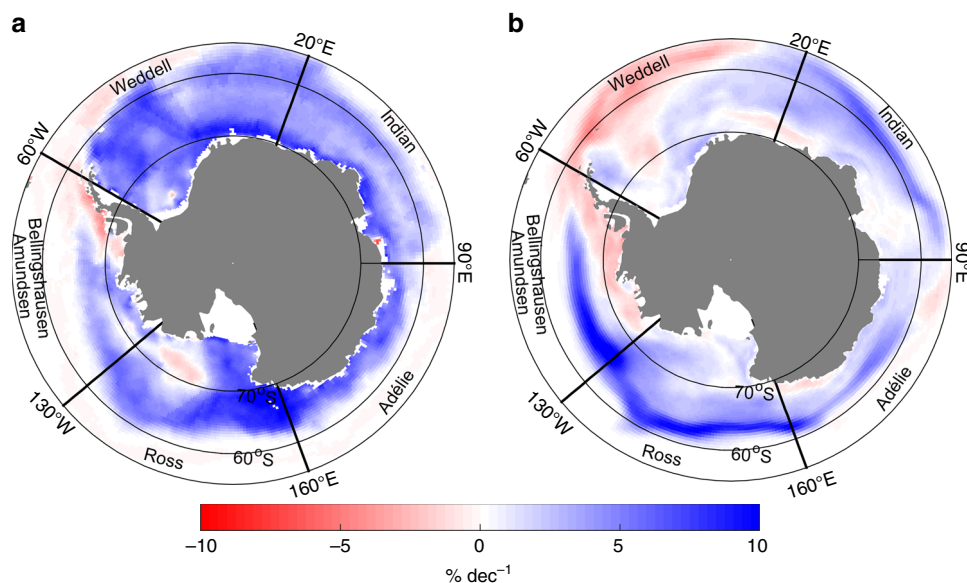 a
b
20°E
Weddell
Indian
60°W
Bellingshausen
Amundsen
90°E
130°W
70°S
Adélie
60°S
Ross
160°E
20°E
Weddell
Indian
60°W
Bellingshausen
Amundsen
90°E
130°W
70°S
Adélie
60°S
Ross
160°E
−10
−5
0
5
10
% dec⁻¹